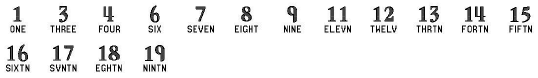 1 3 4 6 7 8 9 11 12 13 14 15
ONE THREE FOUR SIX SEVEN EIGHT NINE ELEVN THELV THRTN FORTN FIFTN
16 17 18 19
SIXTN SVNTN EGHTN NINTN